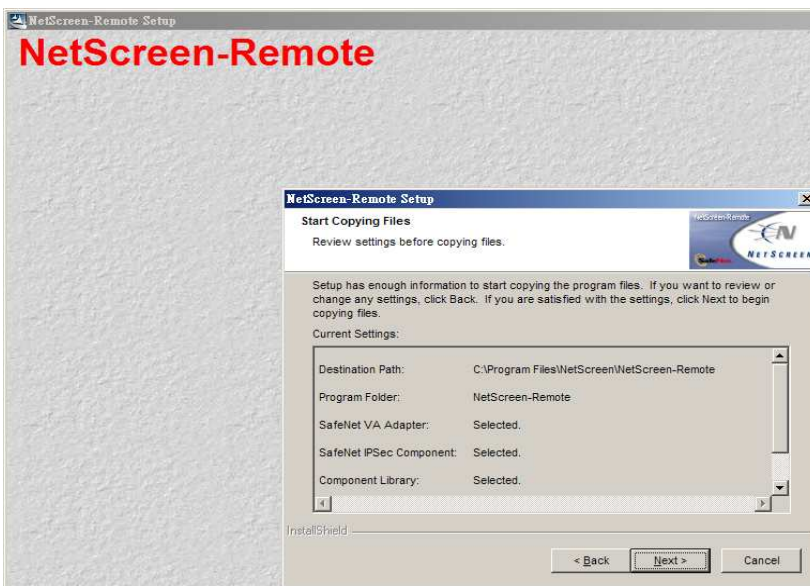 NetScreen-Remote Setup
NetScreen-Remote
NetScreen-Remote Setup
Start Copying Files
Review settings before copying files.
NetScreen-Remote
NETSCREEN
Setup has enough information to start copying the program files. If you want to review or
change any settings, click Back. If you are satisfied with the settings, click Next to begin
copying files.
Current Settings:
Destination Path: C:\Program Files\NetScreen\NetScreen-Remote
Program Folder: NetScreen-Remote
SafeNet VA Adapter: Selected.
SafeNet IPSec Component: Selected.
Component Library: Selected.
InstallShield
< Back Next > Cancel